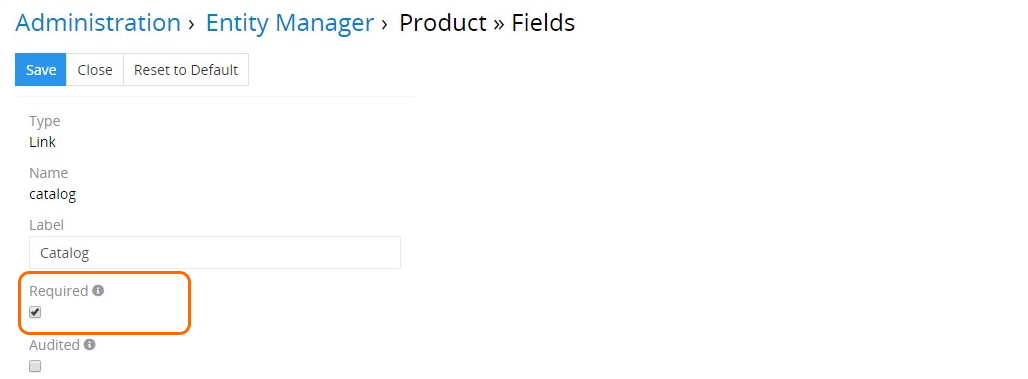 Administration › Entity Manager › Product » Fields
Save Close Reset to Default
Type
Link
Name
catalog
Label
Catalog
Required
Audited